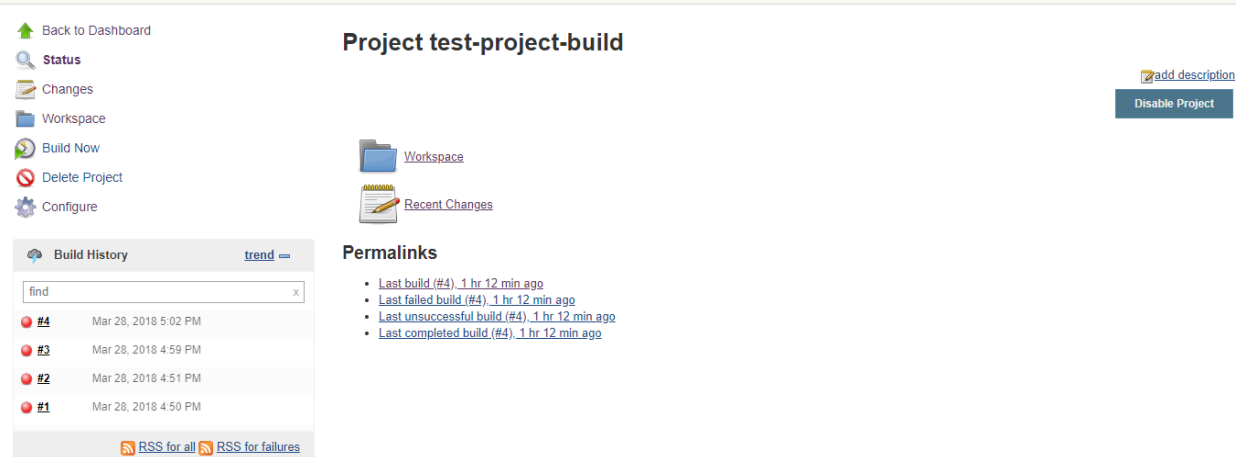 Back to Dashboard
Status
Changes
Workspace
Build Now
Delete Project
Configure
Build History trend
find x
#4 Mar 28, 2018 5:02 PM
#3 Mar 28, 2018 4:59 PM
#2 Mar 28, 2018 4:51 PM
#1 Mar 28, 2018 4:50 PM
RSS for all RSS for failures
Project test-project-build
add description
Disable Project
Workspace
Recent Changes
Permalinks
Last build (#4), 1 hr 12 min ago
Last failed build (#4), 1 hr 12 min ago
Last unsuccessful build (#4), 1 hr 12 min ago
Last completed build (#4), 1 hr 12 min ago